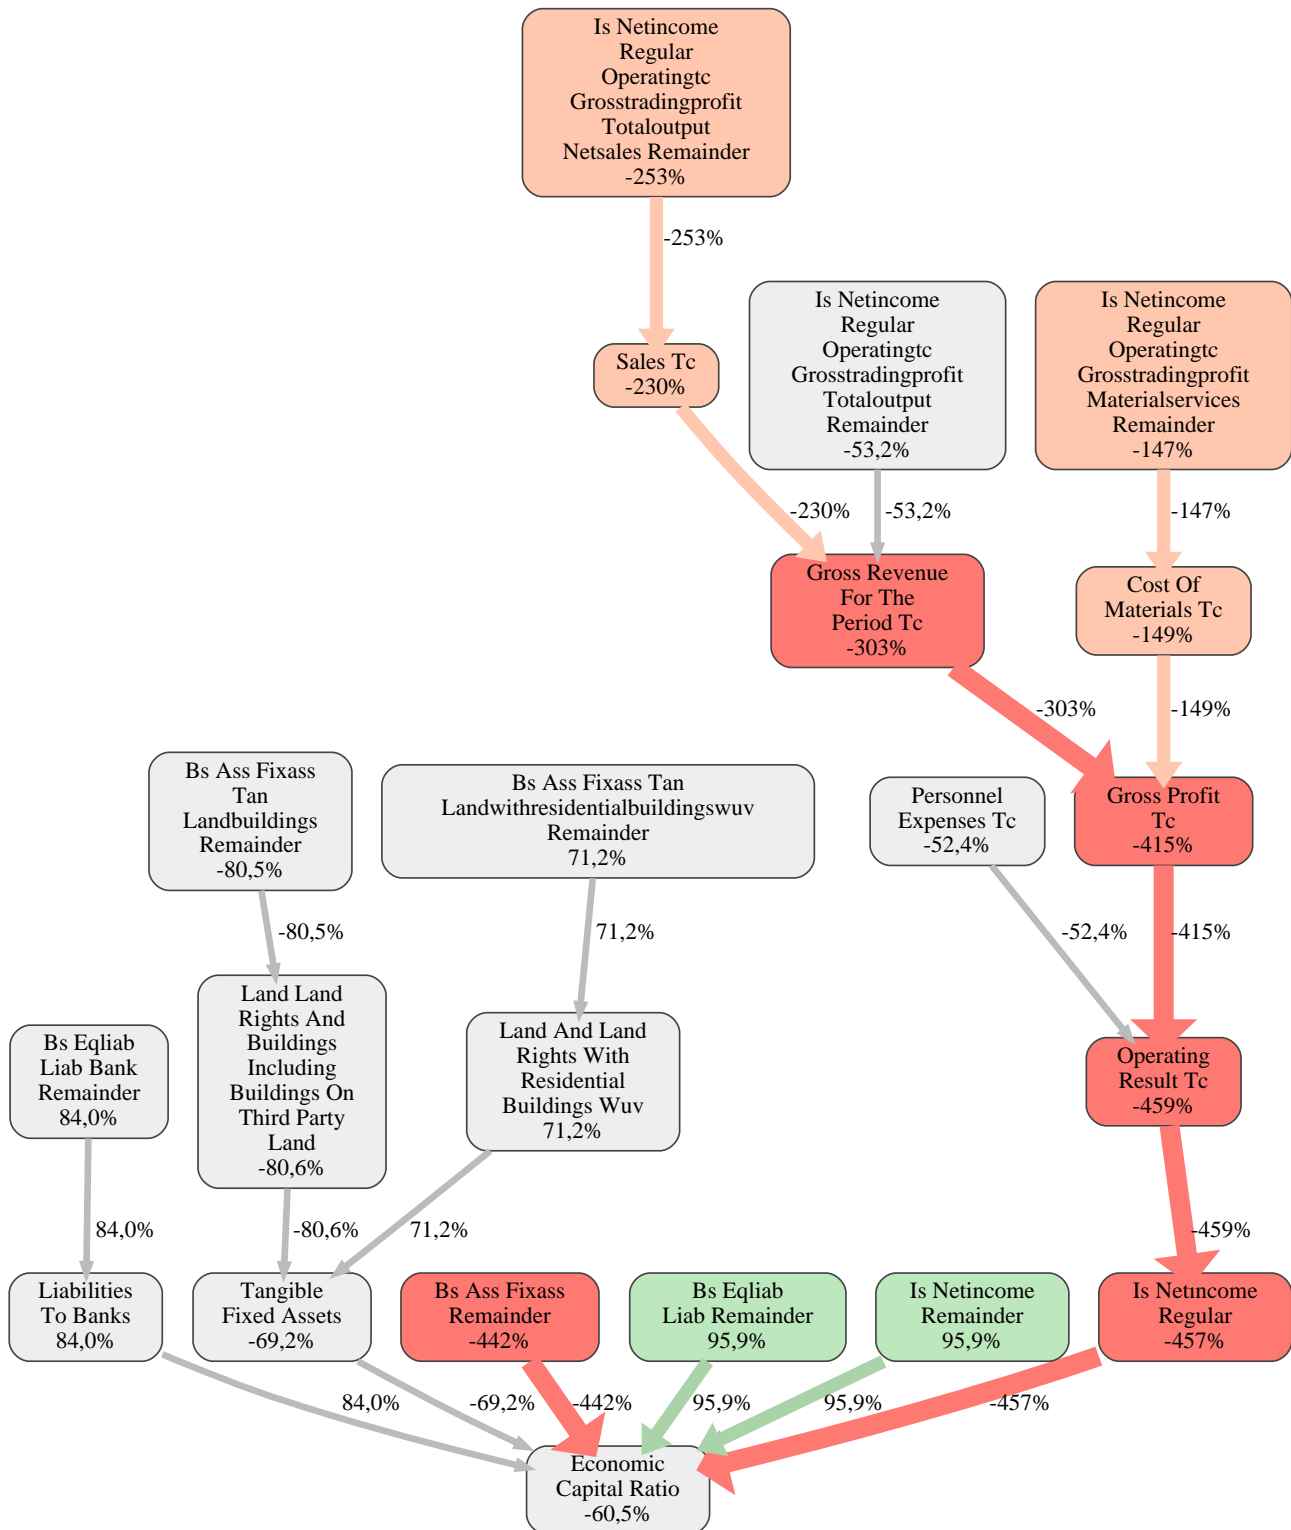 Is Netincome
Regular
Operatingtc
Grosstradingprofit
Totaloutput
Netsales Remainder
-253%
-253%
Is Netincome
Regular
Operatingtc
Grosstradingprofit
Totaloutput
Remainder
-53,2%
Is Netincome
Regular
Operatingtc
Grosstradingprofit
Materialservices
Remainder
-147%
Sales Tc
-230%
-230%
-53,2%
-147%
Gross Revenue
For The
Period Tc
-303%
Cost Of
Materials Tc
-149%
-303%
-149%
Bs Ass Fixass
Tan
Landbuildings
Remainder
-80,5%
Bs Ass Fixass Tan
Landwithresidentialbuildingswuv
Remainder
71,2%
Personnel
Expenses Tc
-52,4%
Gross Profit
Tc
-415%
-80,5%
71,2%
-52,4%
-415%
Bs Eqliab
Liab Bank
Remainder
84,0%
Land Land
Rights And
Buildings
Including
Buildings On
Third Party
Land
-80,6%
Land And Land
Rights With
Residential
Buildings Wuv
71,2%
Operating
Result Tc
-459%
84,0%
-80,6%
71,2%
-459%
Liabilities
To Banks
84,0%
Tangible
Fixed Assets
-69,2%
Bs Ass Fixass
Remainder
-442%
Bs Eqliab
Liab Remainder
95,9%
Is Netincome
Remainder
95,9%
Is Netincome
Regular
-457%
84,0%
-69,2%
-442%
95,9%
95,9%
-457%
Economic
Capital Ratio
-60,5%